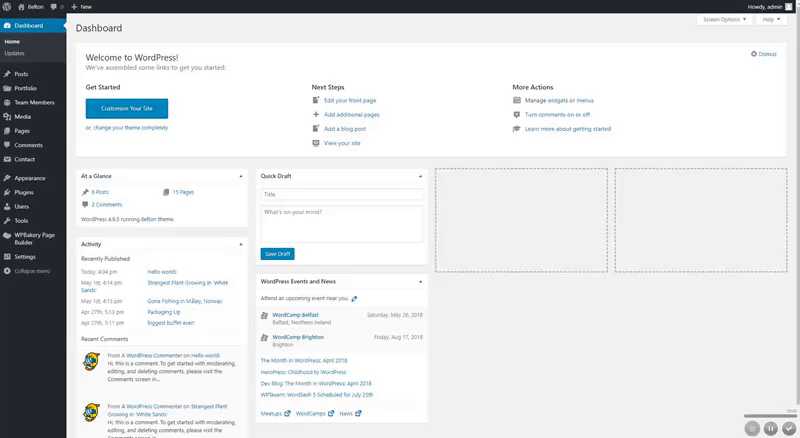 Belton
0
New
Howdy, admin
Dashboard
Home
Updates
Posts
Portfolio
Team Members
Media
Pages
Comments
Contact
Appearance
Plugins
Users
Tools
WPBakery Page
Builder
Settings
Collapse menu
Dashboard
Screen Options
Help
Welcome to WordPress!
We've assembled some links to get you started:
Dismiss
Get Started
Customize Your Site
or, change your theme completely
Next Steps
Edit your front page
Add additional pages
Add a blog post
View your site
More Actions
Manage widgets or menus
Turn comments on or off
Learn more about getting started
At a Glance
6 Posts
15 Pages
2 Comments
WordPress 4.9.5 running Belton theme.
Activity
Recently Published
Today, 4:04 pm
Hello world!
May 1st, 4:14 pm
Strangest Plant Growing in 'White
Sands'
May 1st, 4:13 pm
Gone Fishing in Måløy, Norway
Apr 27th, 5:13 pm
Packaging Up
Apr 27th, 5:11 pm
biggest buffet ever!
Recent Comments
From A WordPress Commenter on Hello world!
Hi, this is a comment. To get started with moderating,
editing, and deleting comments, please visit the
Comments screen in...
From A WordPress Commenter on Strangest Plant
Growing in 'White Sands'
Hi, this is a comment. To get started with moderating,
editing, and deleting comments, please visit the
Quick Draft
Title
What's on your mind?
Save Draft
WordPress Events and News
Attend an upcoming event near you.
WordCamp Belfast
Saturday, May 26, 2018
Belfast, Northern Ireland
WordCamp Brighton
Friday, Aug 17, 2018
Brighton
The Month in WordPress: April 2018
HeroPress: Childhood to WordPress
Dev Blog: The Month in WordPress: April 2018
WPTavern: WordSesh 5 Scheduled for July 25th
Meetups
WordCamps
News